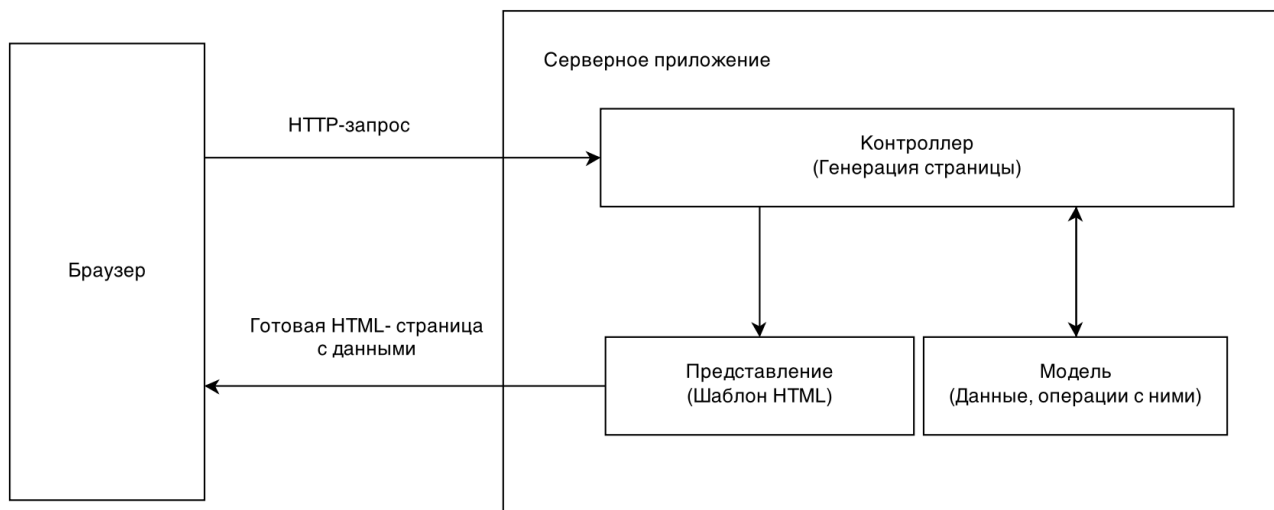 Серверное приложение
HTTP-запрос
Контроллер
(Генерация страницы)
Браузер
Готовая HTML- страница
с данными
Представление
(Шаблон HTML)
Модель
(Данные, операции с ними)